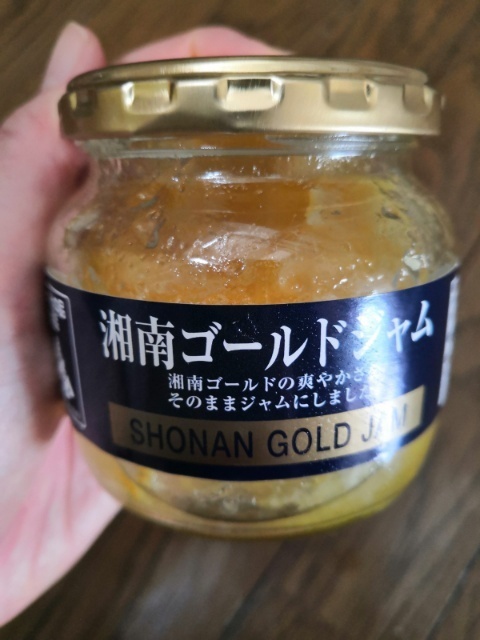 湘南ゴールドジャム
湘南ゴールドの爽やかさ
そのままジャムにしました
SHONAN GOLD JAM